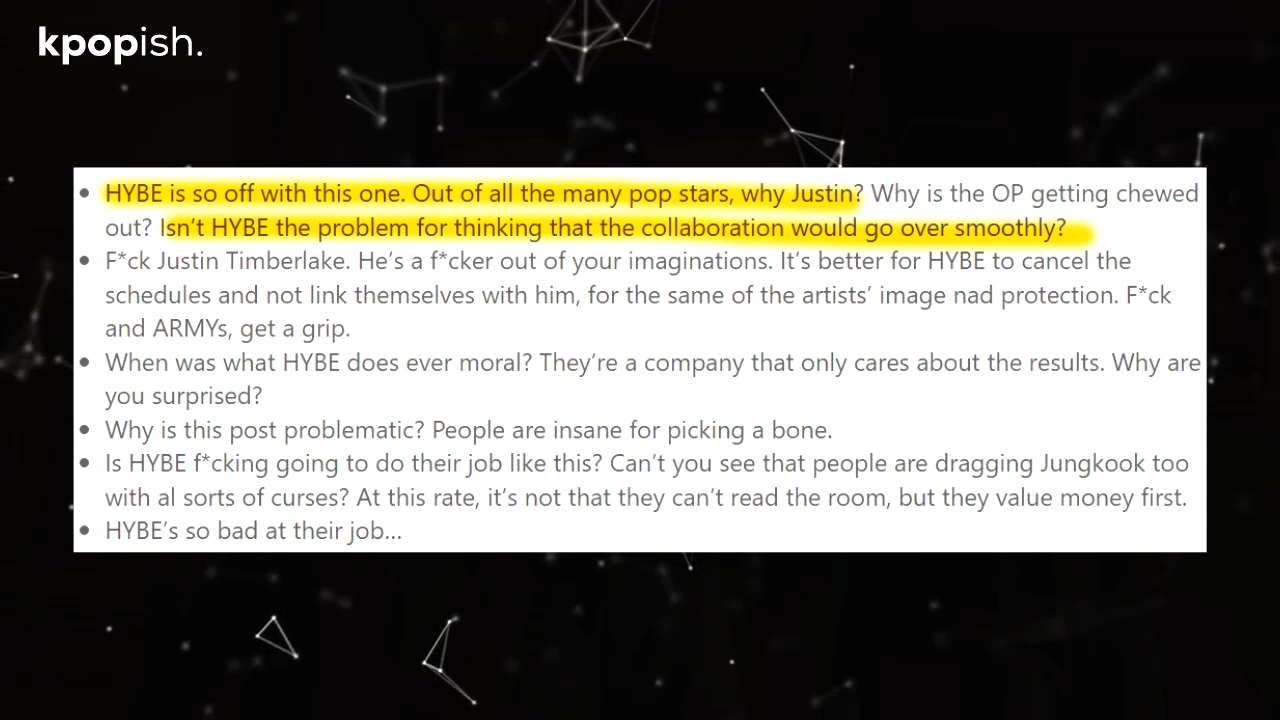 kpopish.
• HYBE is so off with this one. Out of all the many pop stars, why Justin? Why is the OP getting chewed
out? Isn’t HYBE the problem for thinking that the collaboration would go over smoothly?
• F*ck Justin Timberlake. He’s a f*cker out of your imaginations. It’s better for HYBE to cancel the
schedules and not link themselves with him, for the same of the artists’ image nad protection. F*ck
and ARMYs, get a grip.
• When was what HYBE does ever moral? They’re a company that only cares about the results. Why are
you surprised?
• Why is this post problematic? People are insane for picking a bone.
• Is HYBE f*cking going to do their job like this? Can’t you see that people are dragging Jungkook too
with al sorts of curses? At this rate, it’s not that they can’t read the room, but they value money first.
• HYBE’s so bad at their job...